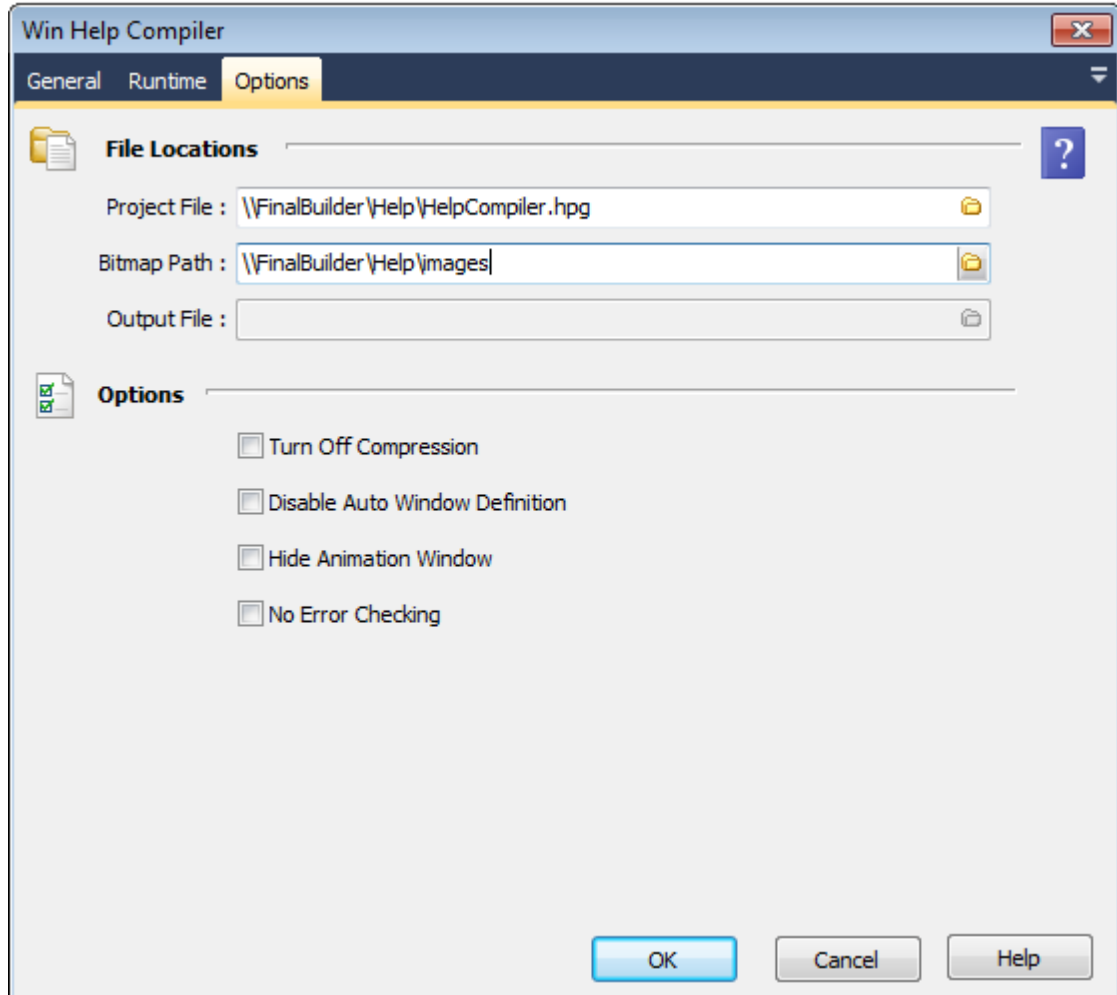 Win Help Compiler
General Runtime Options
File Locations
?
Project File : \\FinalBuilder\Help\HelpCompiler.hpg
Bitmap Path : \\FinalBuilder\Help\images
Output File :
Options
Turn Off Compression
Disable Auto Window Definition
Hide Animation Window
No Error Checking
OK Cancel Help